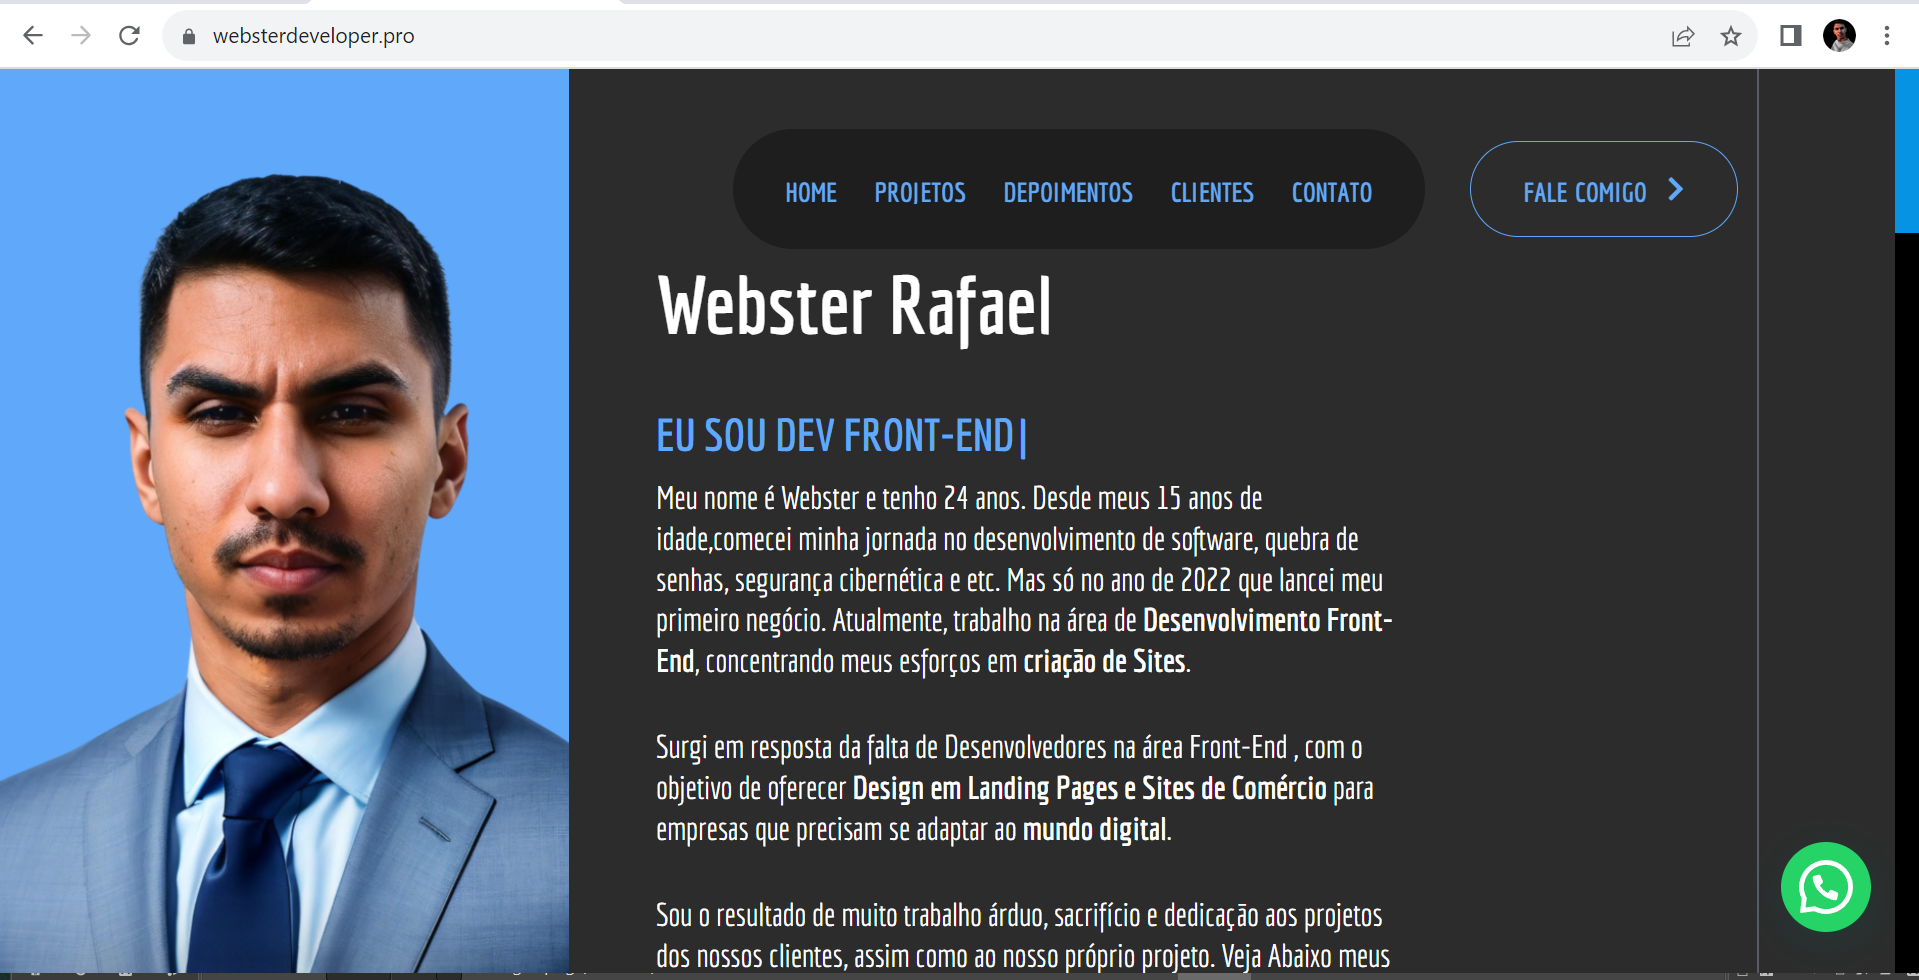 websterdeveloper.pro
HOME PROJETOS DEPOIMENTOS CLIENTES CONTATO FALE COMIGO
Webster Rafael
EU SOU DEV FRONT-END|
Meu nome é Webster e tenho 24 anos. Desde meus 15 anos de
idade,comecei minha jornada no desenvolvimento de software, quebra de
senhas, segurança cibernética e etc. Mas só no ano de 2022 que lancei meu
primeiro negócio. Atualmente, trabalho na área de Desenvolvimento Front-
End, concentrando meus esforços em criação de Sites.
Surgi em resposta da falta de Desenvolvedores na área Front-End , com o
objetivo de oferecer Design em Landing Pages e Sites de Comércio para
empresas que precisam se adaptar ao mundo digital.
Sou o resultado de muito trabalho árduo, sacrifício e dedicação aos projetos
dos nossos clientes, assim como ao nosso próprio projeto. Veja Abaixo meus